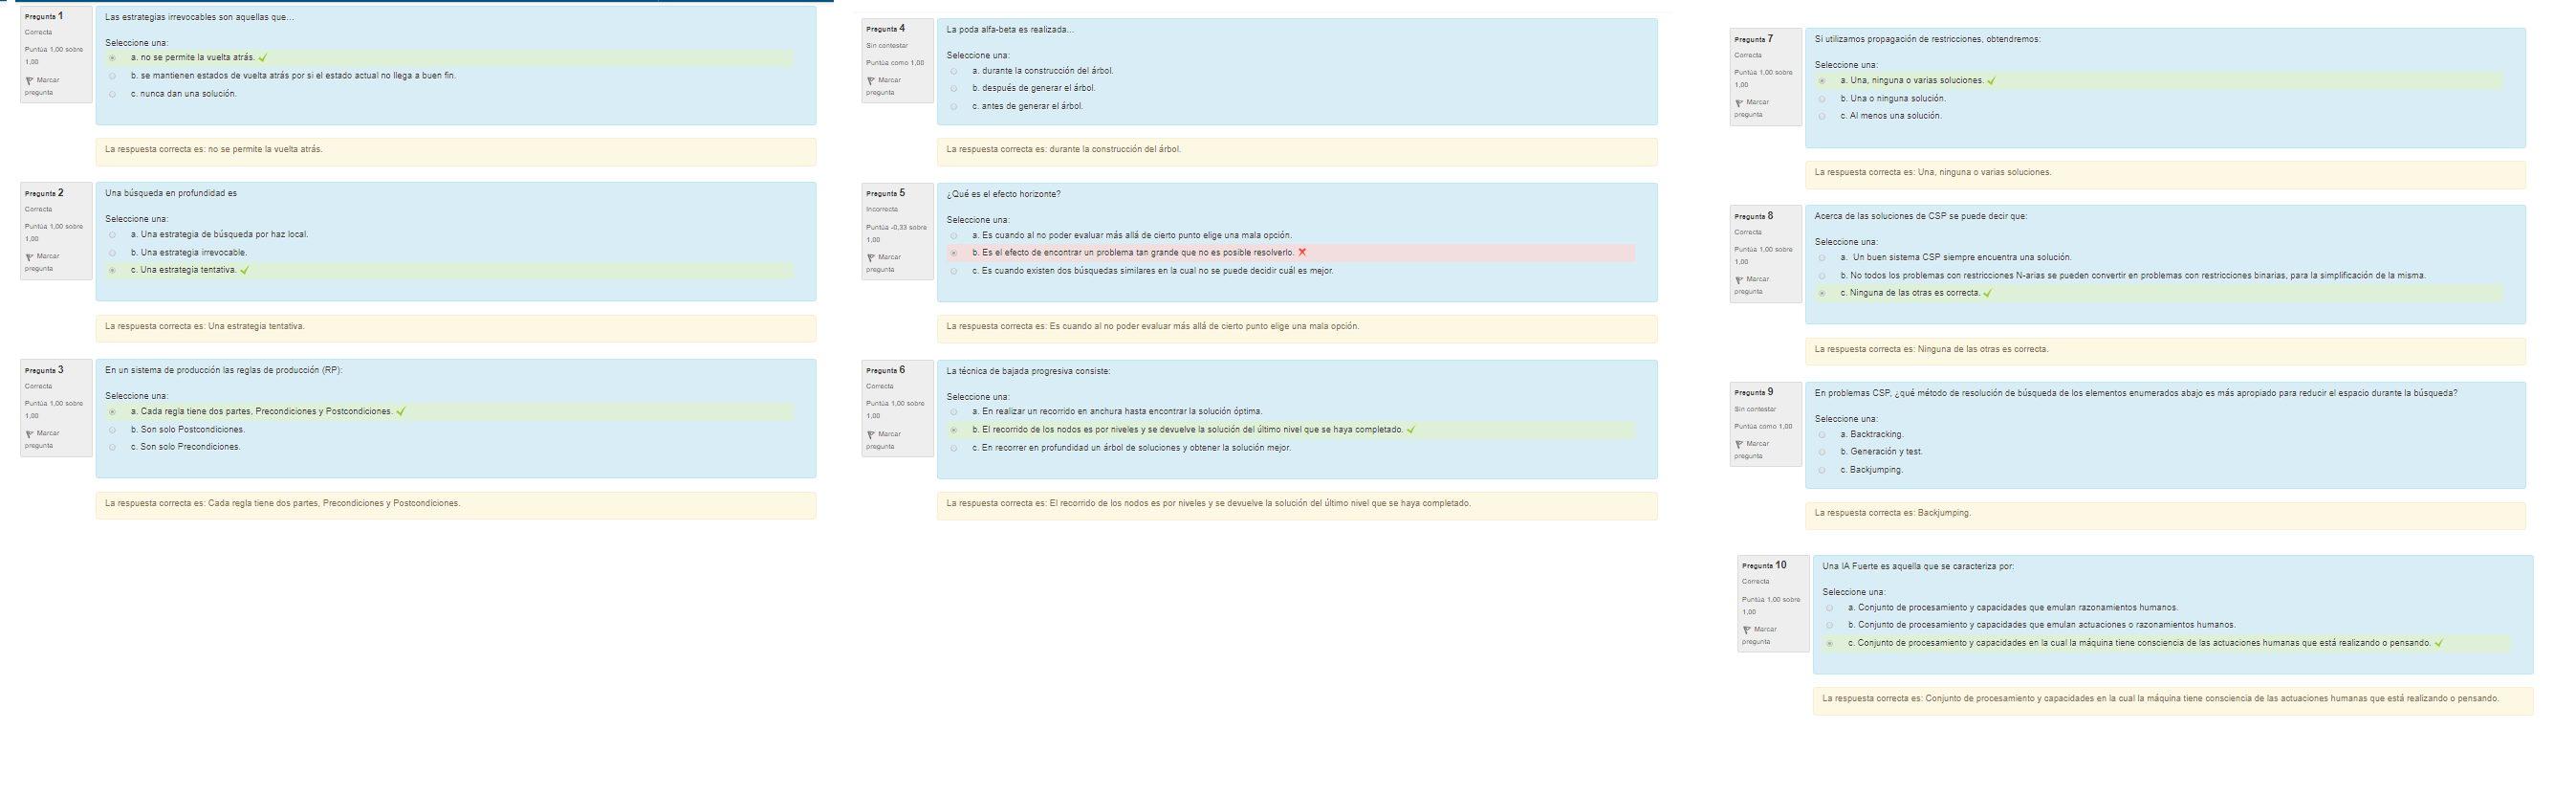 Pregunta 1
Correcta
Puntúa 1,00 sobre
1,00
Marcar
pregunta
Las estrategias irrevocables son aquellas que...
Seleccione una:
a. no se permite la vuelta atrás.
b. se mantienen estados de vuelta atrás por si el estado actual no llega a buen fin.
c. nunca dan una solución.
La respuesta correcta es: no se permite la vuelta atrás.
Pregunta 2
Correcta
Puntúa 1,00 sobre
1,00
Marcar
pregunta
Una búsqueda en profundidad es
Seleccione una:
a. Una estrategia de búsqueda por haz local.
b. Una estrategia irrevocable.
c. Una estrategia tentativa.
La respuesta correcta es: Una estrategia tentativa.
Pregunta 3
Correcta
Puntúa 1,00 sobre
1,00
Marcar
pregunta
En un sistema de producción las reglas de producción (RP):
Seleccione una:
a. Cada regla tiene dos partes, Precondiciones y Postcondiciones.
b. Son solo Postcondiciones.
c. Son solo Precondiciones.
La respuesta correcta es: Cada regla tiene dos partes, Precondiciones y Postcondiciones.
Pregunta 4
Sin contestar
Puntúa como 1,00
Marcar
pregunta
La poda alfa-beta es realizada...
Seleccione una:
a. durante la construcción del árbol.
b. después de generar el árbol.
c. antes de generar el árbol.
La respuesta correcta es: durante la construcción del árbol.
Pregunta 5
Incorrecta
Puntúa -0,33 sobre
1,00
Marcar
pregunta
¿Qué es el efecto horizonte?
Seleccione una:
a. Es cuando al no poder evaluar más allá de cierto punto elige una mala opción.
b. Es el efecto de encontrar un problema tan grande que no es posible resolverlo.
c. Es cuando existen dos búsquedas similares en la cual no se puede decidir cuál es mejor.
La respuesta correcta es: Es cuando al no poder evaluar más allá de cierto punto elige una mala opción.
Pregunta 6
Correcta
Puntúa 1,00 sobre
1,00
Marcar
pregunta
La técnica de bajada progresiva consiste:
Seleccione una:
a. En realizar un recorrido en anchura hasta encontrar la solución óptima.
b. El recorrido de los nodos es por niveles y se devuelve la solución del último nivel que se haya completado.
c. En recorrer en profundidad un árbol de soluciones y obtener la solución mejor.
La respuesta correcta es: El recorrido de los nodos es por niveles y se devuelve la solución del último nivel que se haya completado.
Pregunta 7
Correcta
Puntúa 1,00 sobre
1,00
Marcar
pregunta
Si utilizamos propagación de restricciones, obtendremos:
Seleccione una:
a. Una, ninguna o varias soluciones.
b. Una o ninguna solución.
c. Al menos una solución.
La respuesta correcta es: Una, ninguna o varias soluciones.
Pregunta 8
Correcta
Puntúa 1,00 sobre
1,00
Marcar
pregunta
Acerca de las soluciones de CSP se puede decir que:
Seleccione una:
a. Un buen sistema CSP siempre encuentra una solución.
b. No todos los problemas con restricciones N-arias se pueden convertir en problemas con restricciones binarias, para la simplificación de la misma.
c. Ninguna de las otras es correcta.
La respuesta correcta es: Ninguna de las otras es correcta.
Pregunta 9
Sin contestar
Puntúa como 1,00
Marcar
pregunta
En problemas CSP, ¿qué método de resolución de búsqueda de los elementos enumerados abajo es más apropiado para reducir el espacio durante la búsqueda?
Seleccione una:
a. Backtracking.
b. Generación y test.
c. Backjumping.
La respuesta correcta es: Backjumping.
Pregunta 10
Correcta
Puntúa 1,00 sobre
1,00
Marcar
pregunta
Una IA Fuerte es aquella que se caracteriza por:
Seleccione una:
a. Conjunto de procesamiento y capacidades que emulan razonamientos humanos.
b. Conjunto de procesamiento y capacidades que emulan actuaciones o razonamientos humanos.
c. Conjunto de procesamiento y capacidades en la cual la máquina tiene consciencia de las actuaciones humanas que está realizando o pensando.
La respuesta correcta es: Conjunto de procesamiento y capacidades en la cual la máquina tiene consciencia de las actuaciones humanas que está realizando o pensando.